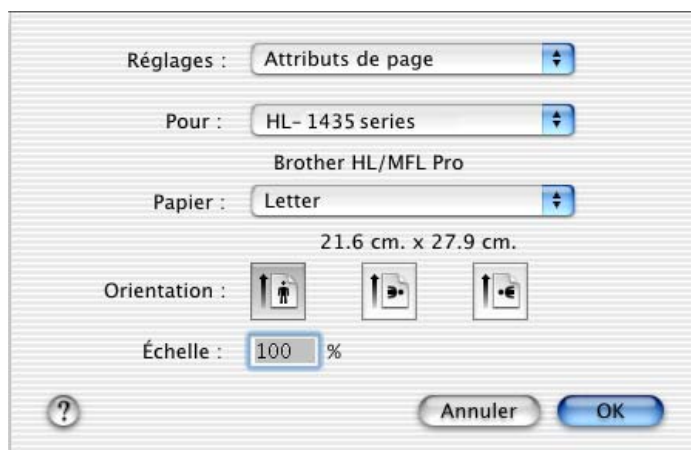 Réglages : Attributs de page
Pour : HL- 1435 series
Brother HL/MFL Pro
Papier : Letter
21.6 cm. x 27.9 cm.
Orientation :
Échelle : 100 %
? Annuler OK